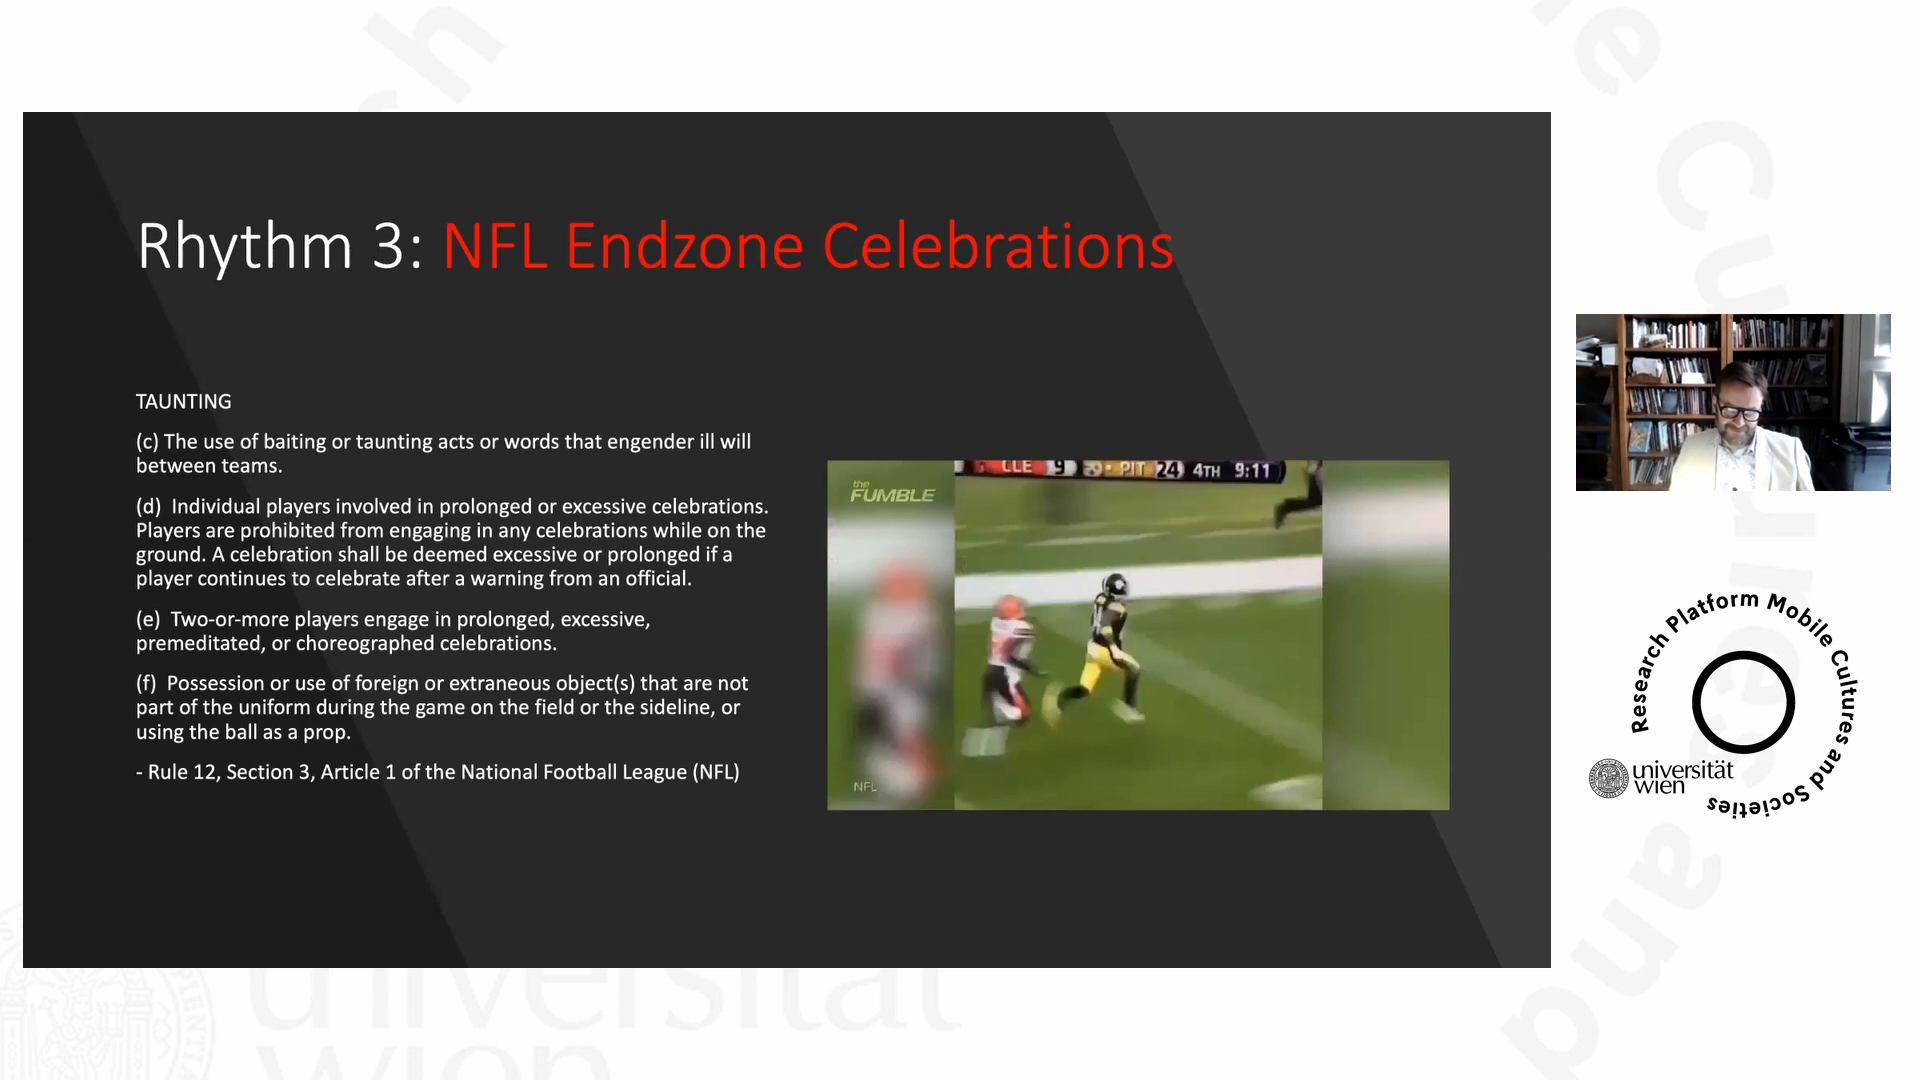 Rhythm 3: NFL Endzone Celebrations
TAUNTING
(c) The use of baiting or taunting acts or words that engender ill will
between teams.
(d)  Individual players involved in prolonged or excessive celebrations.
Players are prohibited from engaging in any celebrations while on the
ground. A celebration shall be deemed excessive or prolonged if a
player continues to celebrate after a warning from an official.
(e)  Two-or-more players engage in prolonged, excessive,
premeditated, or choreographed celebrations.
(f)  Possession or use of foreign or extraneous object(s) that are not
part of the uniform during the game on the field or the sideline, or
using the ball as a prop.
- Rule 12, Section 3, Article 1 of the National Football League (NFL)
the
FUMBLE
CLE 9 PIT 24 4TH 9:11
NFL
Research Platform Mobile Cultures and Societies
universität
wien
universität
wien